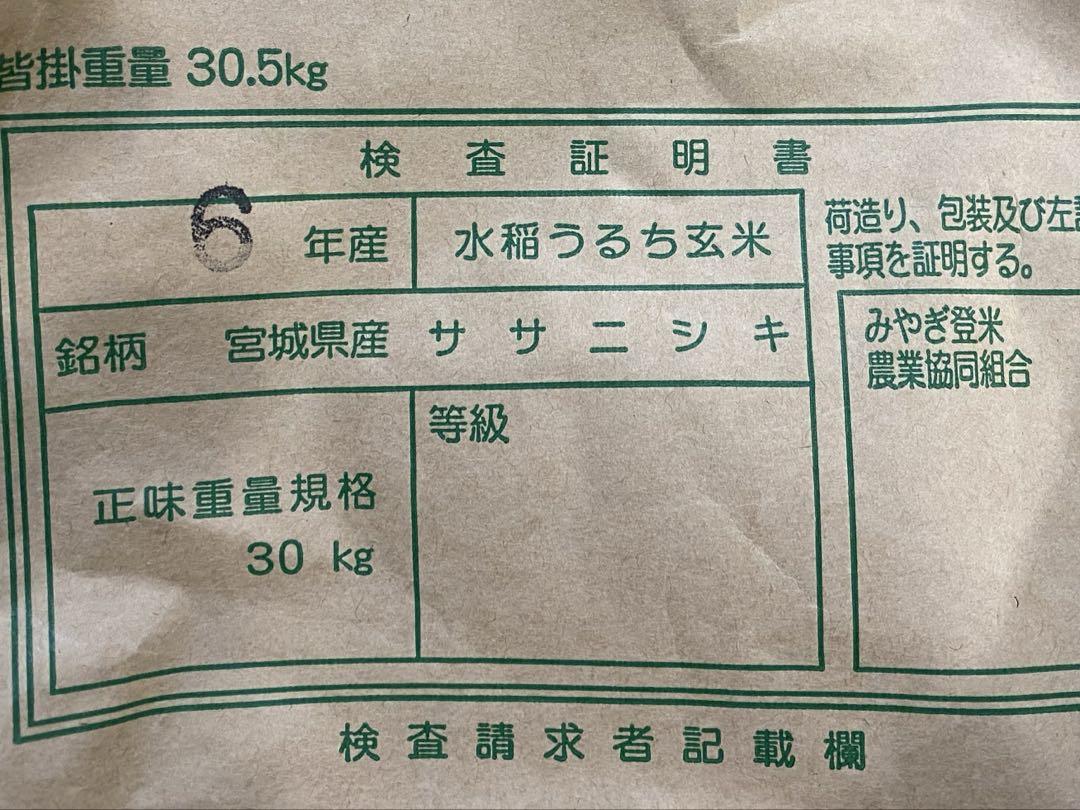 皆掛重量 30.5kg
検査証明書
6年産
水稲うるち玄米
荷造り、包装及び左記
事項を証明する。
銘柄 宮城県産 ササニシキ
みやぎ登米
農業協同組合
正味重量規格
30 kg
等級
検査請求者記載欄